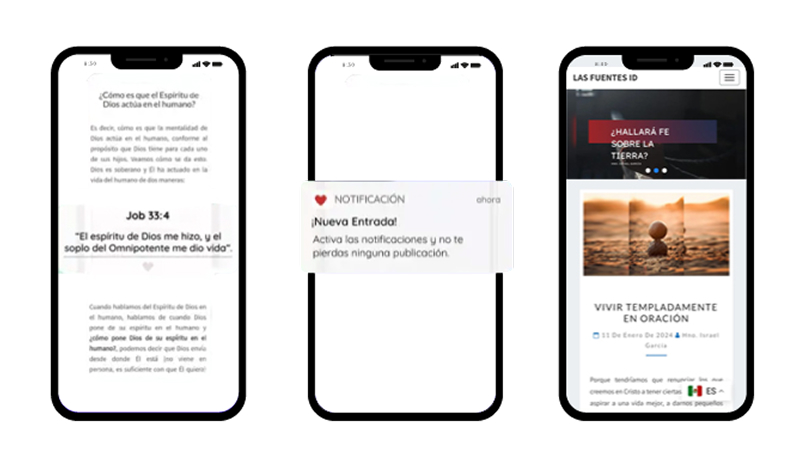 4:30
¿Cómo es que el Espíritu de
Dios actúa en el humano?
Es decir, cómo es que la mentalidad de
Dios actúa en el humano, conforme al
propósito que Dios tiene para cada uno
de sus hijos, veamos cómo se da esto.
Dios es soberano y Él ha actuado en la
vida del humano de dos maneras:
Job 33:4
"El espíritu de Dios me hizo, y el
soplo del Omnipotente me dio vida".
Cuando hablamos del Espíritu de Dios en
el humano, hablamos de cuando Dios
pone de su espíritu en el humano y
¿cómo pone Dios de su espíritu en el
humano?, podemos decir que Dios envía
desde donde Él está ¡no viene en
persona, es suficiente con que Él quiera!
4:30
NOTIFICACIÓN
ahora
¡Nueva Entrada!
Activa las notificaciones y no te
pierdas ninguna publicación.
LAS FUENTES ID
¿HALLARÁ FE
SOBRE LA
TIERRA?
VIVIR TEMPLADAMENTE
EN ORACIÓN
11 De Enero De 2024 Hno. Israel
García
Porque tendríamos que renunciar los que
creemos en Cristo a tener ciertas
ES
aspirar a una vida mejor, a darnos pequeños